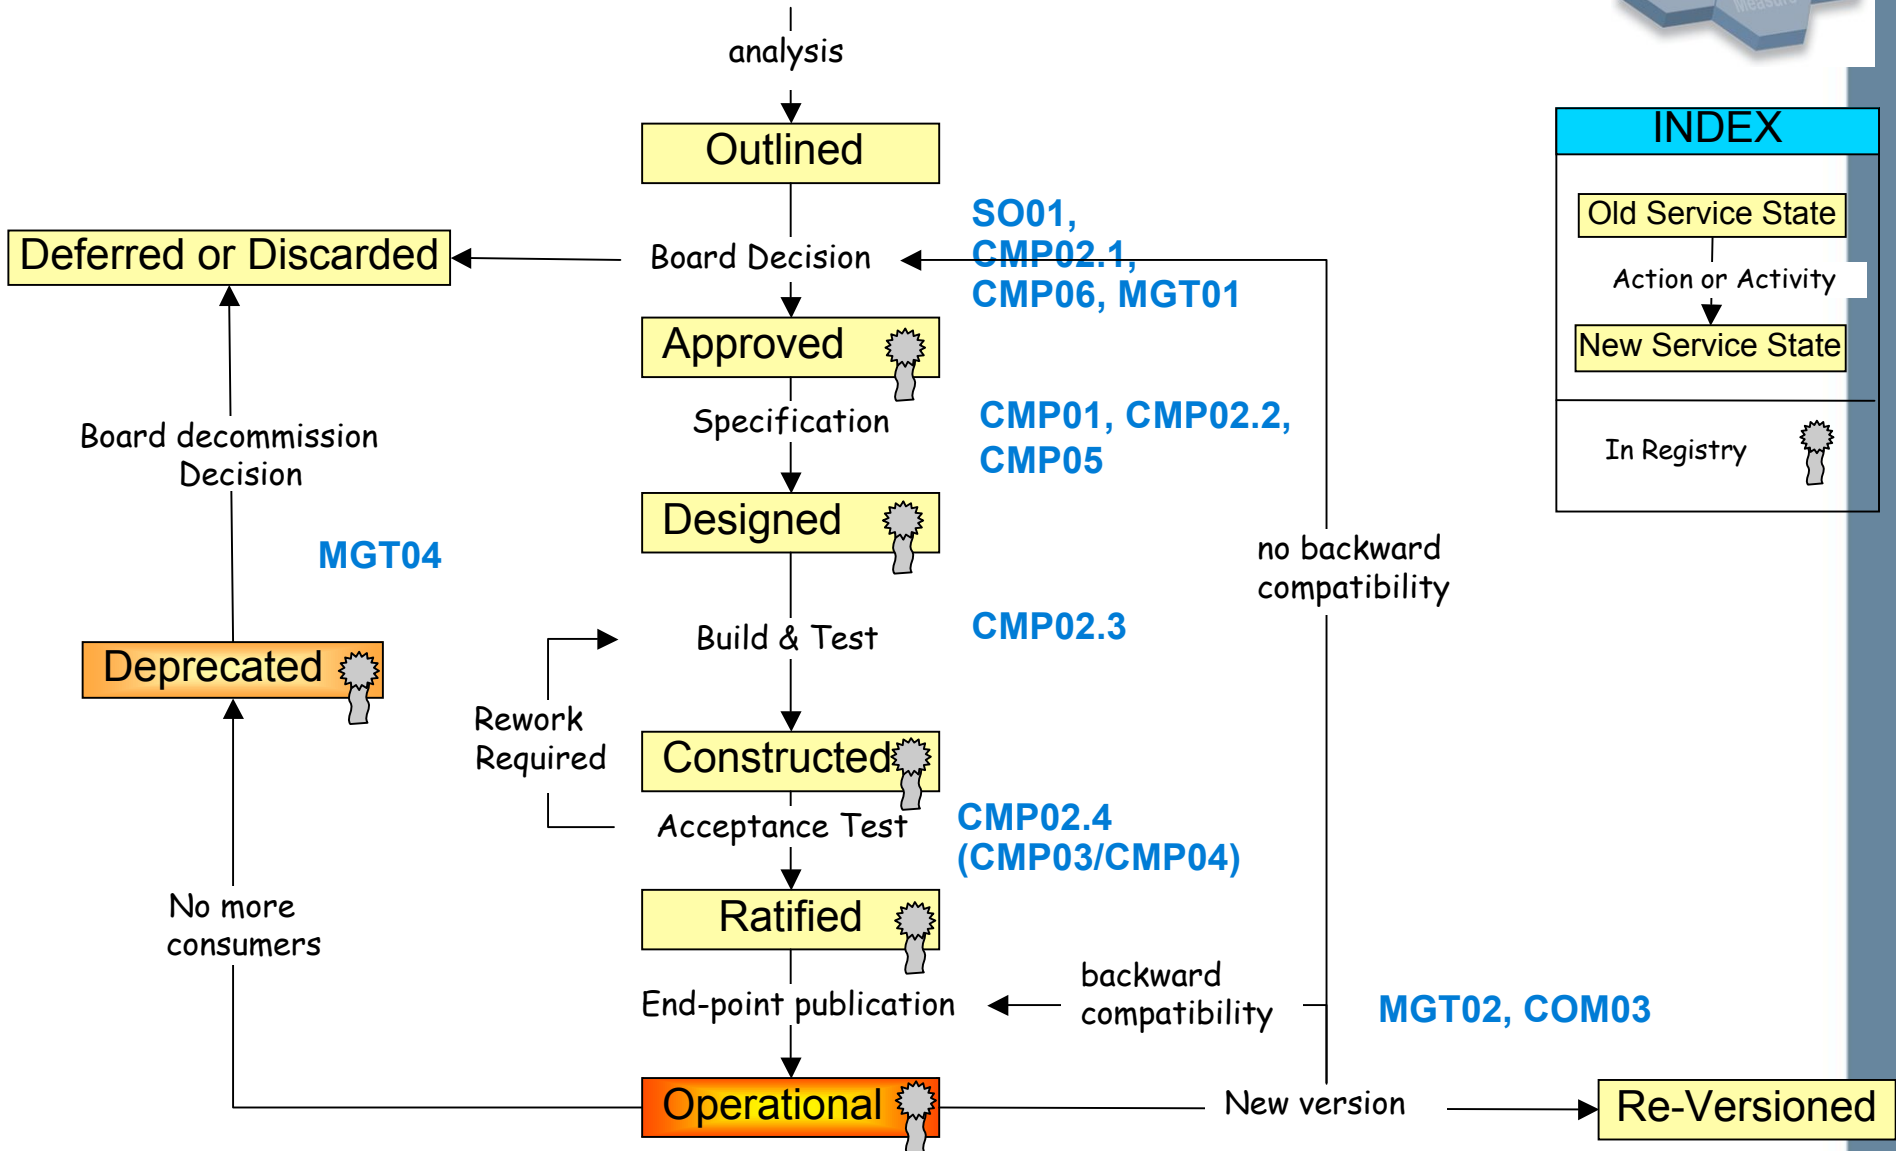 Measure
analysis
Outlined
INDEX
Old Service State
Action or Activity
New Service State
In Registry
SO01,
CMP02.1,
CMP06, MGT01
Deferred or Discarded
Board Decision
Approved
Specification
CMP01, CMP02.2,
CMP05
Board decommission
Decision
Designed
MGT04
no backward
compatibility
Build & Test
CMP02.3
Deprecated
Rework
Required
Constructed
Acceptance Test
CMP02.4
(CMP03/CMP04)
No more
consumers
Ratified
End-point publication
backward
compatibility
MGT02, COM03
Operational
New version
Re-Versioned